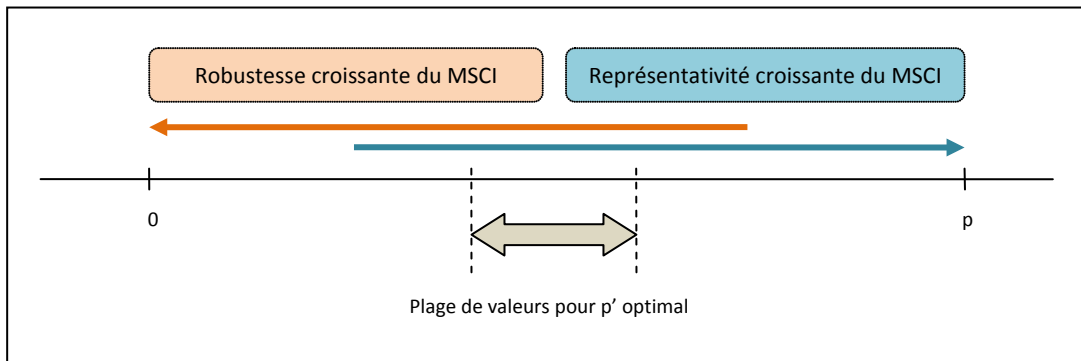 Robustesse croissante du MSCI
Représentativité croissante du MSCI
0
p
Plage de valeurs pour p’ optimal